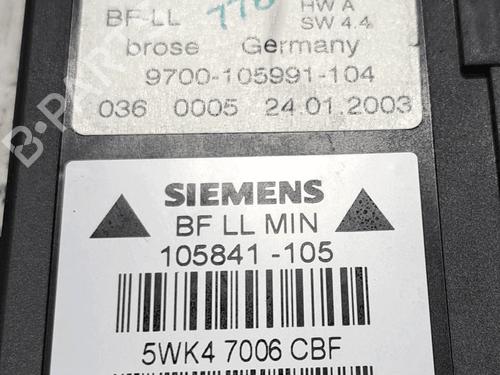 BF-LL
HW A
SW 4.4
brose Germany
9700-105991-104
036 0005 24.01.2003
SIEMENS
BF LL MIN
105841-105
5WK4 7006 CBF
B-PARTS